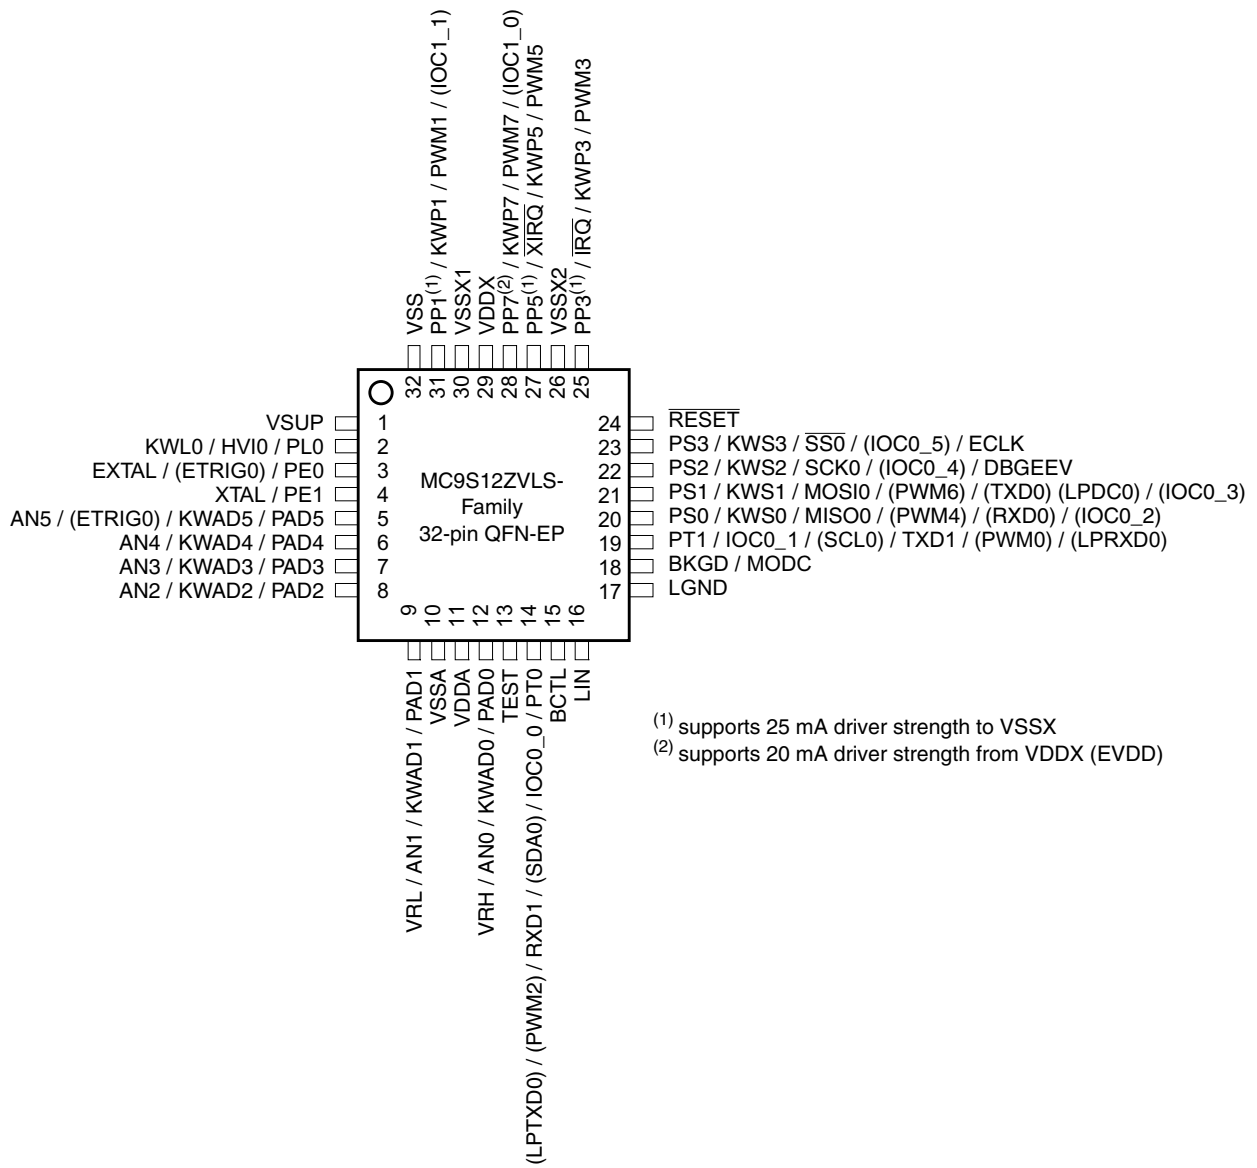 VSS
PP1(1) / KWP1 / PWM1 / (IOC1_1)
VSSX1
VDDX
PP7(2) / KWP7 / PWM7 / (IOC1_0)
PP5(1) / XIRQ / KWP5 / PWM5
VSSX2
PP3(1) / IRQ / KWP3 / PWM3
32
31
30
29
28
27
26
25
VSUP 1
KWL0 / HVI0 / PL0 2
EXTAL / (ETRIG0) / PE0 3
XTAL / PE1 4
AN5 / (ETRIG0) / KWAD5 / PAD5 5
AN4 / KWAD4 / PAD4 6
AN3 / KWAD3 / PAD3 7
AN2 / KWAD2 / PAD2 8
MC9S12ZVLS-
Family
32-pin QFN-EP
24 RESET
23 PS3 / KWS3 / SS0 / (IOC0_5) / ECLK
22 PS2 / KWS2 / SCK0 / (IOC0_4) / DBGEEV
21 PS1 / KWS1 / MOSI0 / (PWM6) / (TXD0) (LPDC0) / (IOC0_3)
20 PS0 / KWS0 / MISO0 / (PWM4) / (RXD0) / (IOC0_2)
19 PT1 / IOC0_1 / (SCL0) / TXD1 / (PWM0) / (LPRXD0)
18 BKGD / MODC
17 LGND
9
10
11
12
13
14
15
16
VRL / AN1 / KWAD1 / PAD1
VSSA
VDDA
VRH / AN0 / KWAD0 / PAD0
TEST
(LPTXD0) / (PWM2) / RXD1 / (SDA0) / IOC0_0 / PT0
BCTL
LIN
(1) supports 25 mA driver strength to VSSX
(2) supports 20 mA driver strength from VDDX (EVDD)